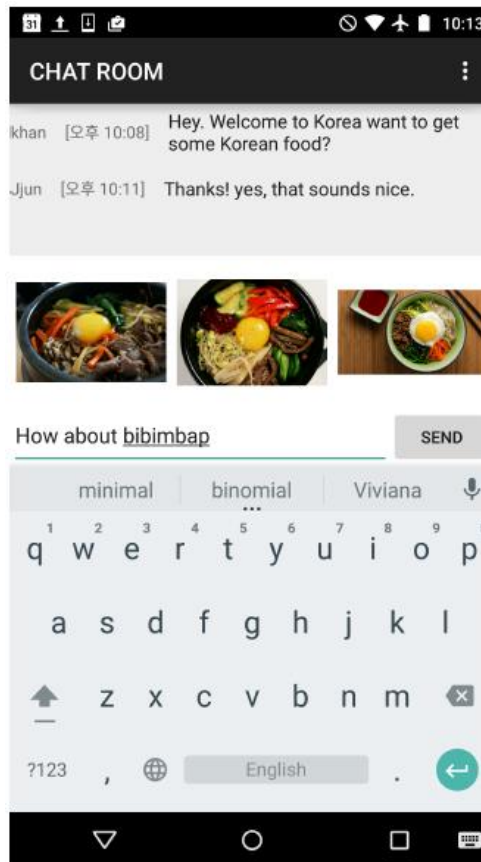 31
10:13
CHAT ROOM
khan [오후 10:08] Hey. Welcome to Korea want to get
some Korean food?
Jjun [오후 10:11] Thanks! yes, that sounds nice.
How about bibimbap
SEND
minimal binomial Viviana
1 2 3 4 5 6 7 8 9
q w e r t y u i o p
a s d f g h j k l
z x c v b n m
?123 , English .